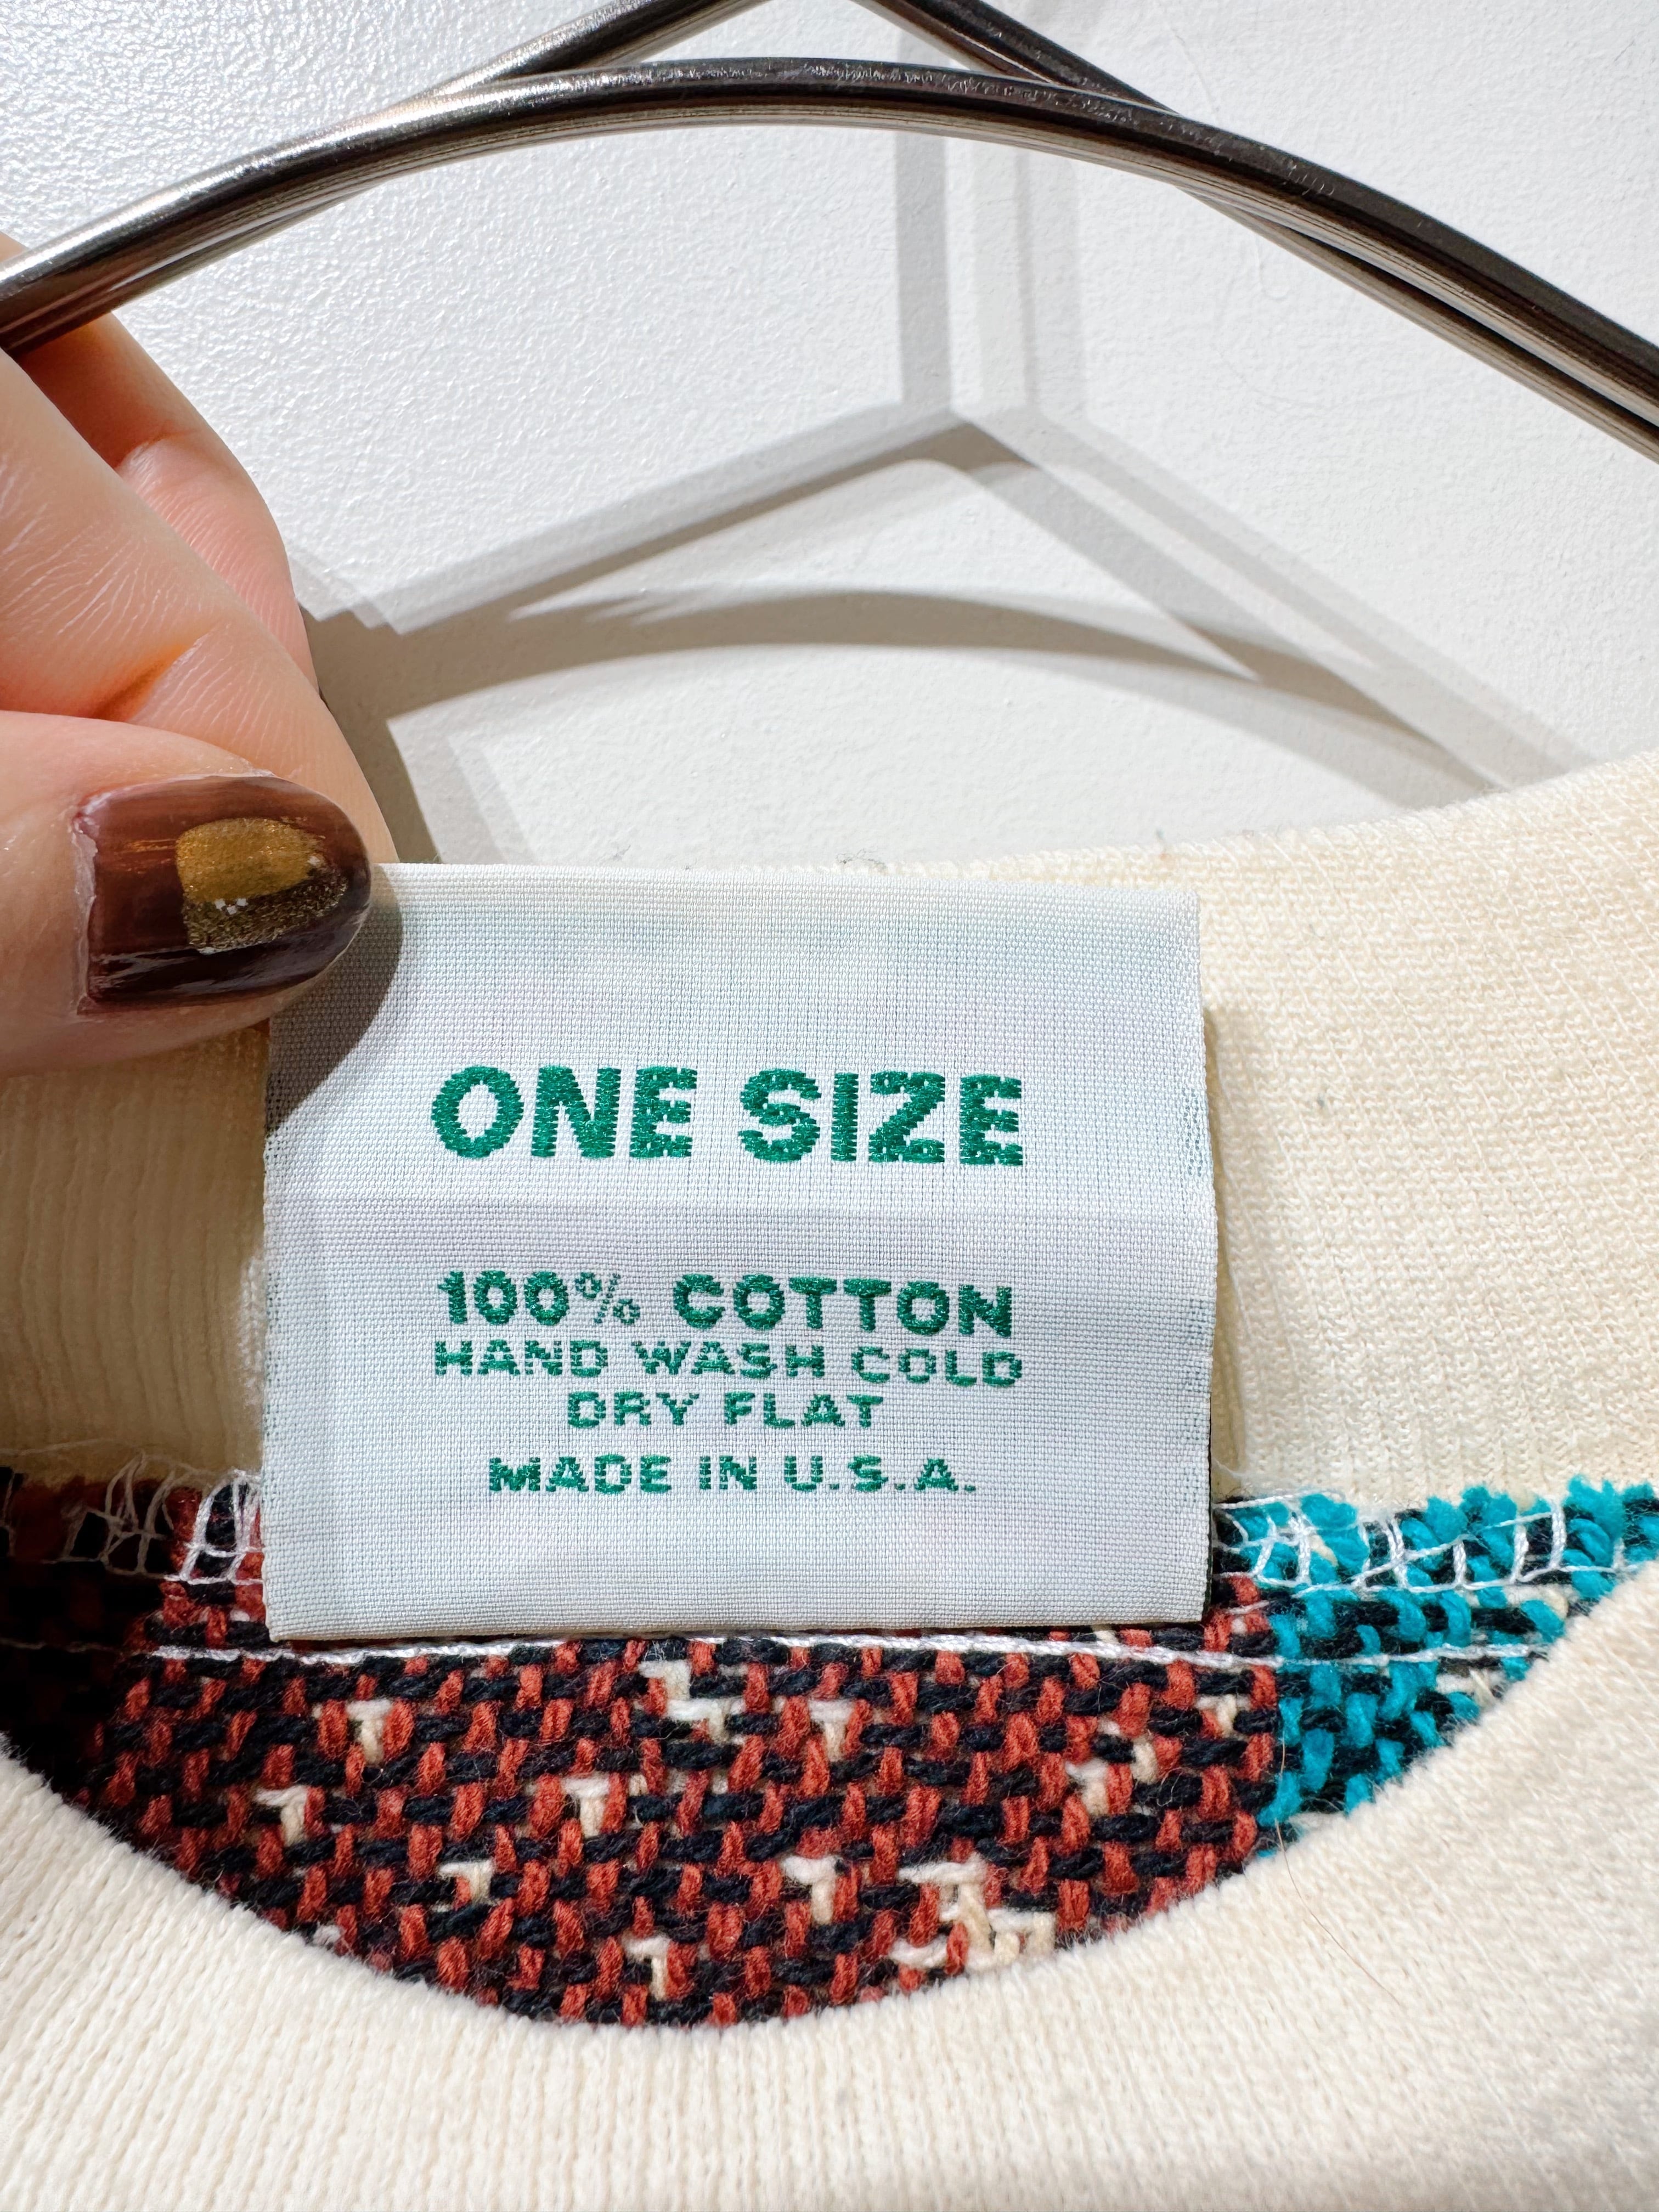 ONE SIZE
100% COTTON
HAND WASH COLD
DRY FLAT
MADE IN U.S.A.